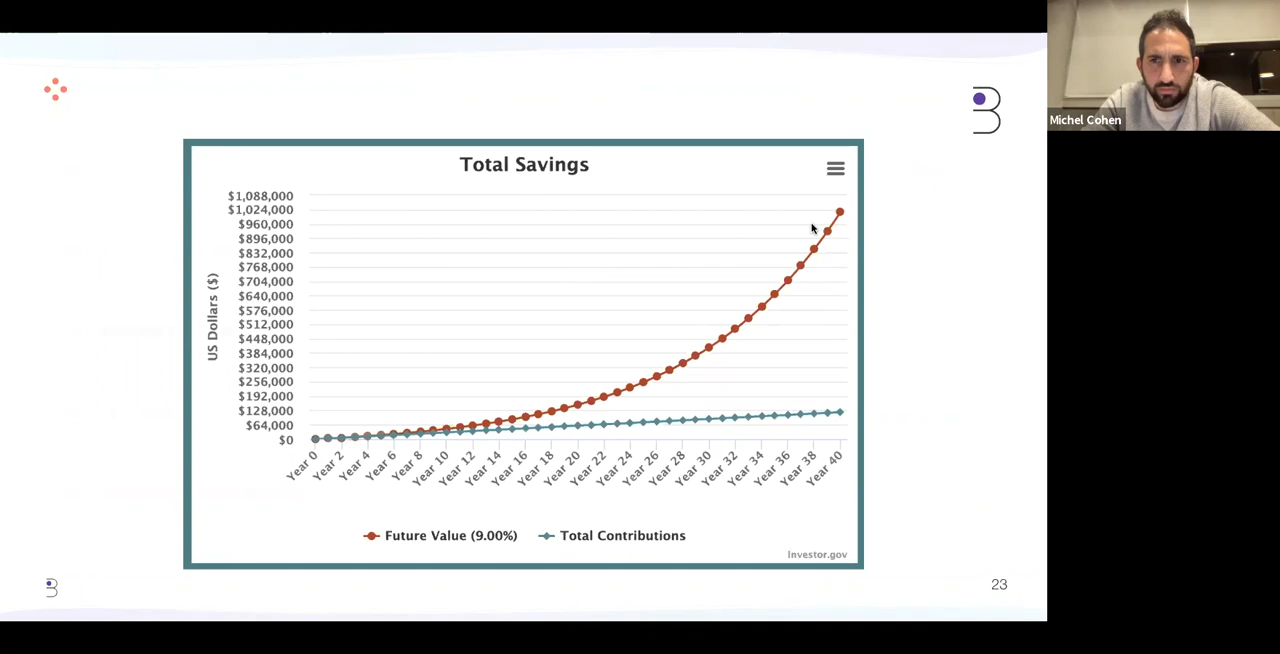 Michel Cohen
Total Savings
$1,088,000
$1,024,000
$960,000
$896,000
$832,000
$768,000
$704,000
$640,000
$576,000
$512,000
$448,000
$384,000
$320,000
$256,000
$192,000
$128,000
$64,000
$0
US Dollars ($)
Year 0
Year 2
Year 4
Year 6
Year 8
Year 10
Year 12
Year 14
Year 16
Year 18
Year 20
Year 22
Year 24
Year 26
Year 28
Year 30
Year 32
Year 34
Year 36
Year 38
Year 40
Future Value (9.00%)
Total Contributions
Investor.gov
23